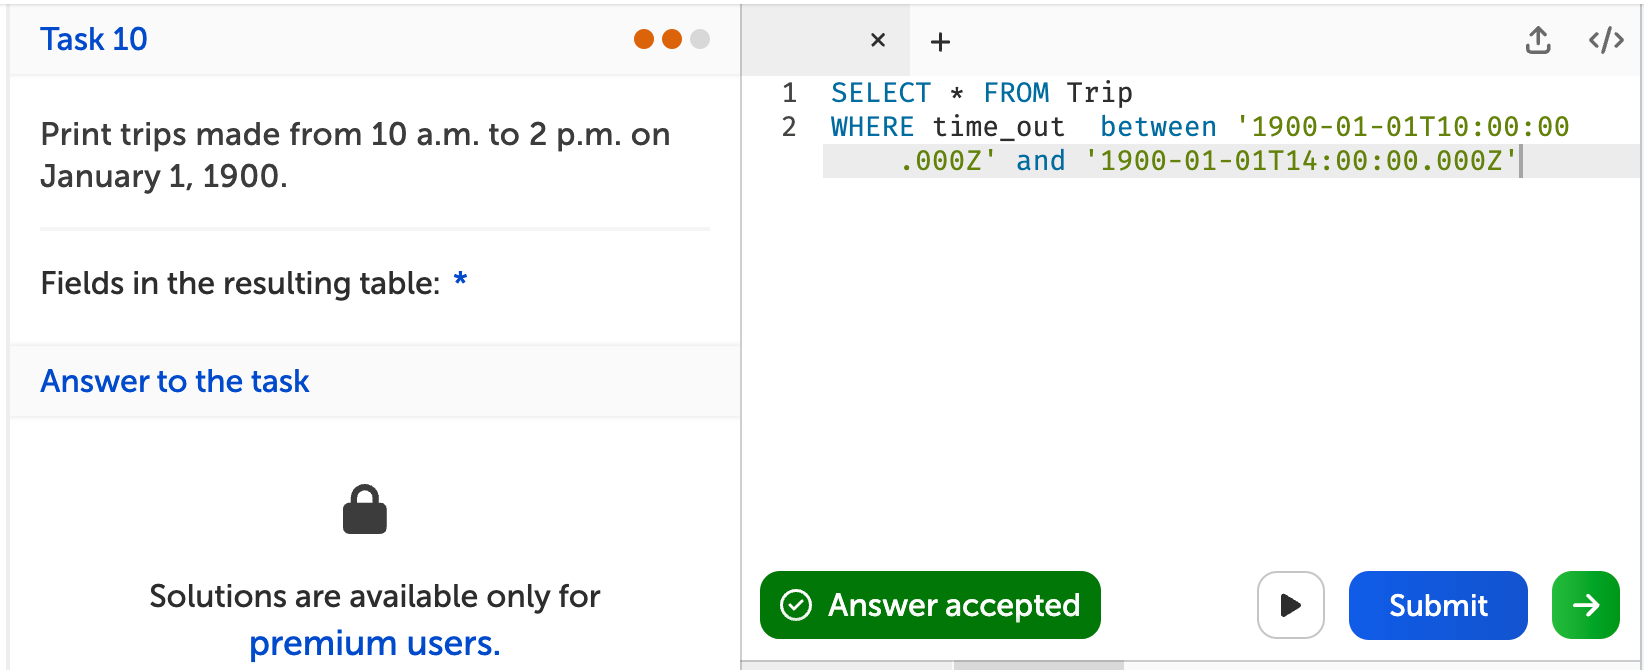 Task 10
Print trips made from 10 a.m. to 2 p.m. on
January 1, 1900.
Fields in the resulting table: *
Answer to the task
Solutions are available only for
premium users.
× +
</>
1 SELECT * FROM Trip
2 WHERE time_out  between '1900-01-01T10:00:00
.000Z' and '1900-01-01T14:00:00.000Z'
Answer accepted
Submit